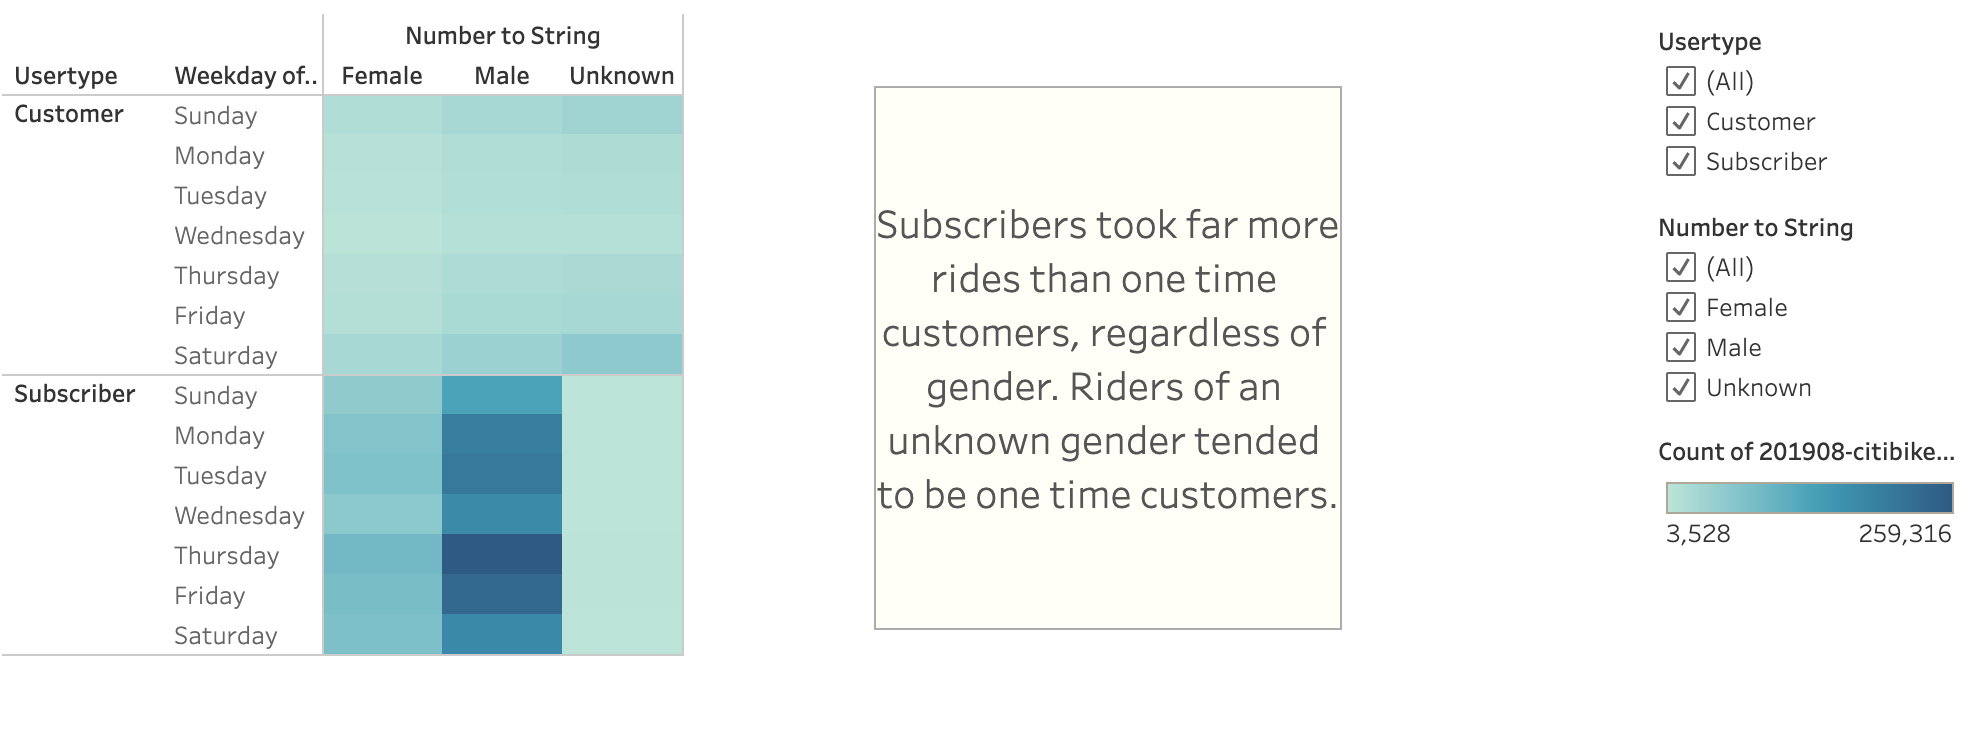 Number to String
Usertype Weekday of.. Female Male Unknown
Customer Sunday
Monday
Tuesday
Wednesday
Thursday
Friday
Saturday
Subscriber Sunday
Monday
Tuesday
Wednesday
Thursday
Friday
Saturday
Subscribers took far more
rides than one time
customers, regardless of
gender. Riders of an
unknown gender tended
to be one time customers.
Usertype
(All)
Customer
Subscriber
Number to String
(All)
Female
Male
Unknown
Count of 201908-citibike...
3,528 259,316